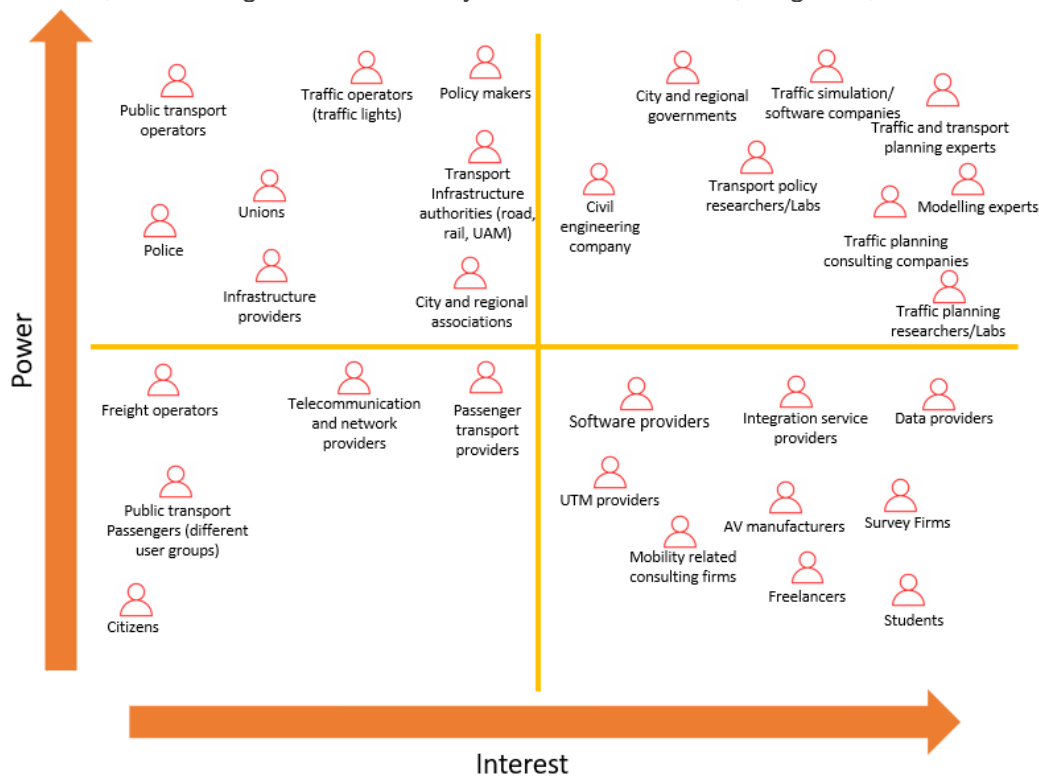 Public transport
operators
Traffic operators
(traffic lights)
Policy makers
Transport
Infrastructure
authorities (road,
rail, UAM)
Unions
Police
Infrastructure
providers
City and regional
associations
City and regional
governments
Traffic simulation/
software companies
Traffic and transport
planning experts
Transport policy
researchers/Labs
Civil
engineering
company
Modelling experts
Traffic planning
consulting companies
Traffic planning
researchers/Labs
Power
Freight operators
Telecommunication
and network
providers
Passenger
transport
providers
Public transport
Passengers (different
user groups)
Citizens
Software providers
Integration service
providers
Data providers
UTM providers
AV manufacturers
Survey Firms
Mobility related
consulting firms
Freelancers
Students
Interest